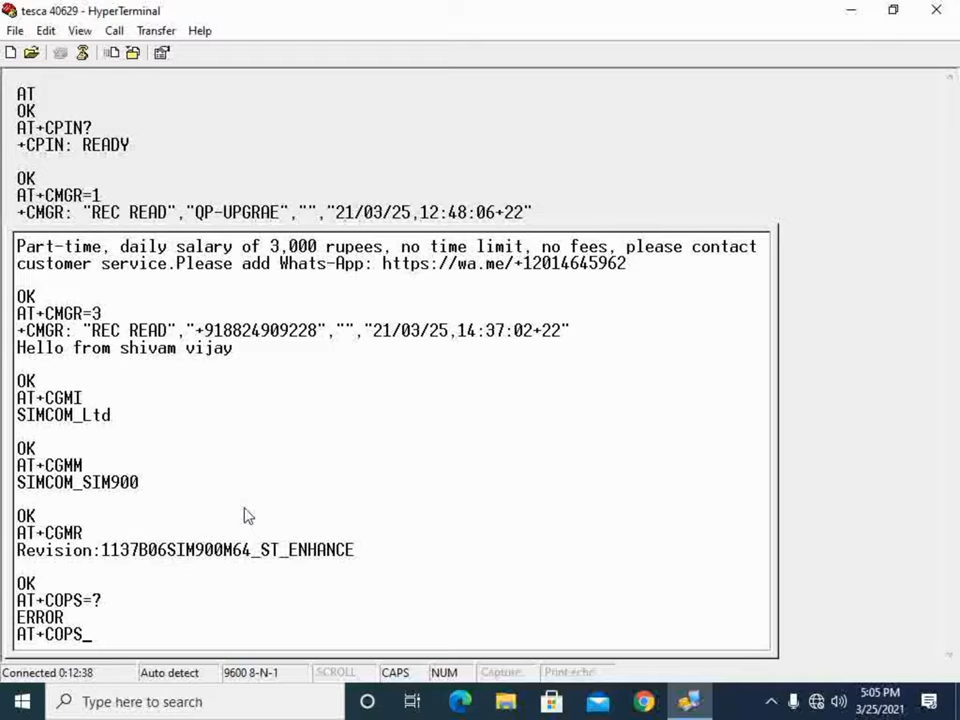 tesca 40629 - HyperTerminal
File Edit View Call Transfer Help
AT
OK
AT+CPIN?
+CPIN: READY
OK
AT+CMGR=1
+CMGR: "REC READ","QP-UPGRAE","","21/03/25,12:48:06+22"
Part-time, daily salary of 3,000 rupees, no time limit, no fees, please contact
customer service.Please add Whats-App: https://wa.me/+12014645962
OK
AT+CMGR=3
+CMGR: "REC READ","+918824909228","","21/03/25,14:37:02+22"
Hello from shivam vijay
OK
AT+CGMI
SIMCOM_Ltd
OK
AT+CGMM
SIMCOM_SIM900
OK
AT+CGMR
Revision:1137B06SIM900M64_ST_ENHANCE
OK
AT+COPS=?
ERROR
AT+COPS_
Connected 0:12:38 Auto detect 9600 8-N-1 SCROLL CAPS NUM Capture Print echo
Type here to search
5:05 PM
3/25/2021